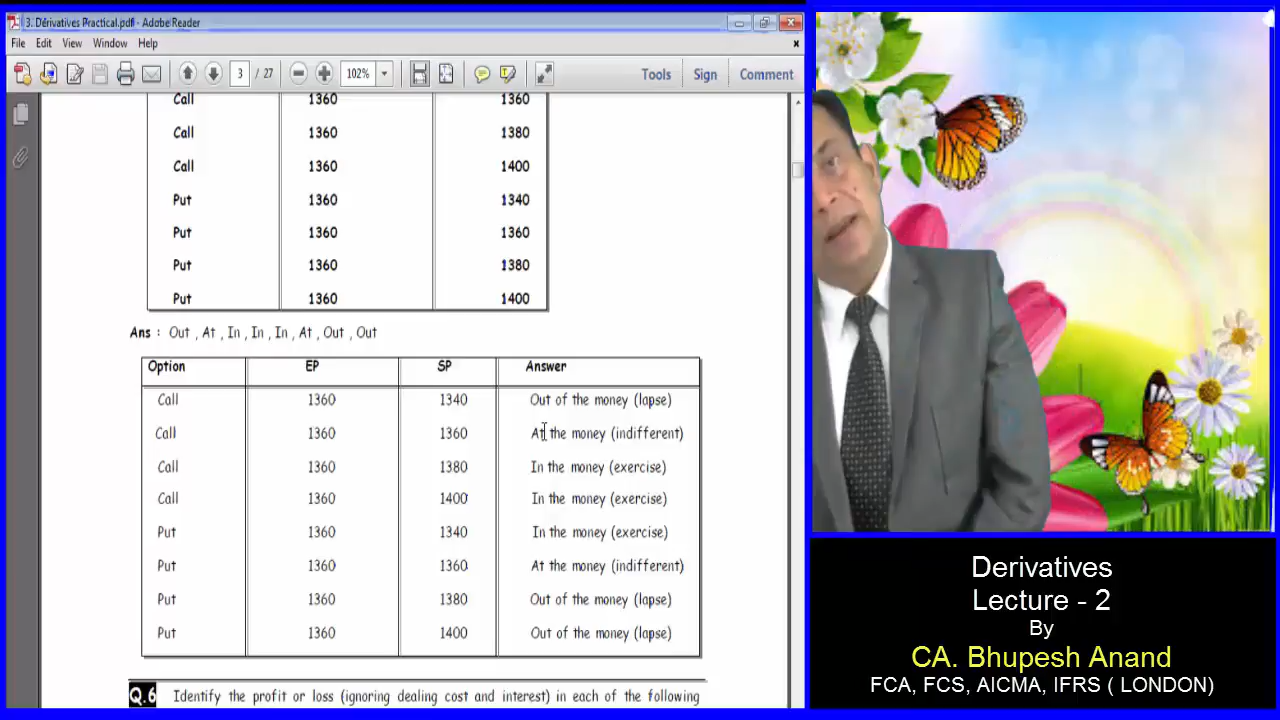 3. Derivatives Practical.pdf - Adobe Reader
File Edit View Window Help
3 / 27 102% Tools Sign Comment
Call 1360 1360
Call 1360 1380
Call 1360 1400
Put 1360 1340
Put 1360 1360
Put 1360 1380
Put 1360 1400
Ans : Out , At , In , In , In , At , Out , Out
Option EP SP Answer
Call 1360 1340 Out of the money (lapse)
Call 1360 1360 At the money (indifferent)
Call 1360 1380 In the money (exercise)
Call 1360 1400 In the money (exercise)
Put 1360 1340 In the money (exercise)
Put 1360 1360 At the money (indifferent)
Put 1360 1380 Out of the money (lapse)
Put 1360 1400 Out of the money (lapse)
Q.6 Identify the profit or loss (ignoring dealing cost and interest) in each of the following
Derivatives
Lecture - 2
By
CA. Bhupesh Anand
FCA, FCS, AICMA, IFRS ( LONDON)